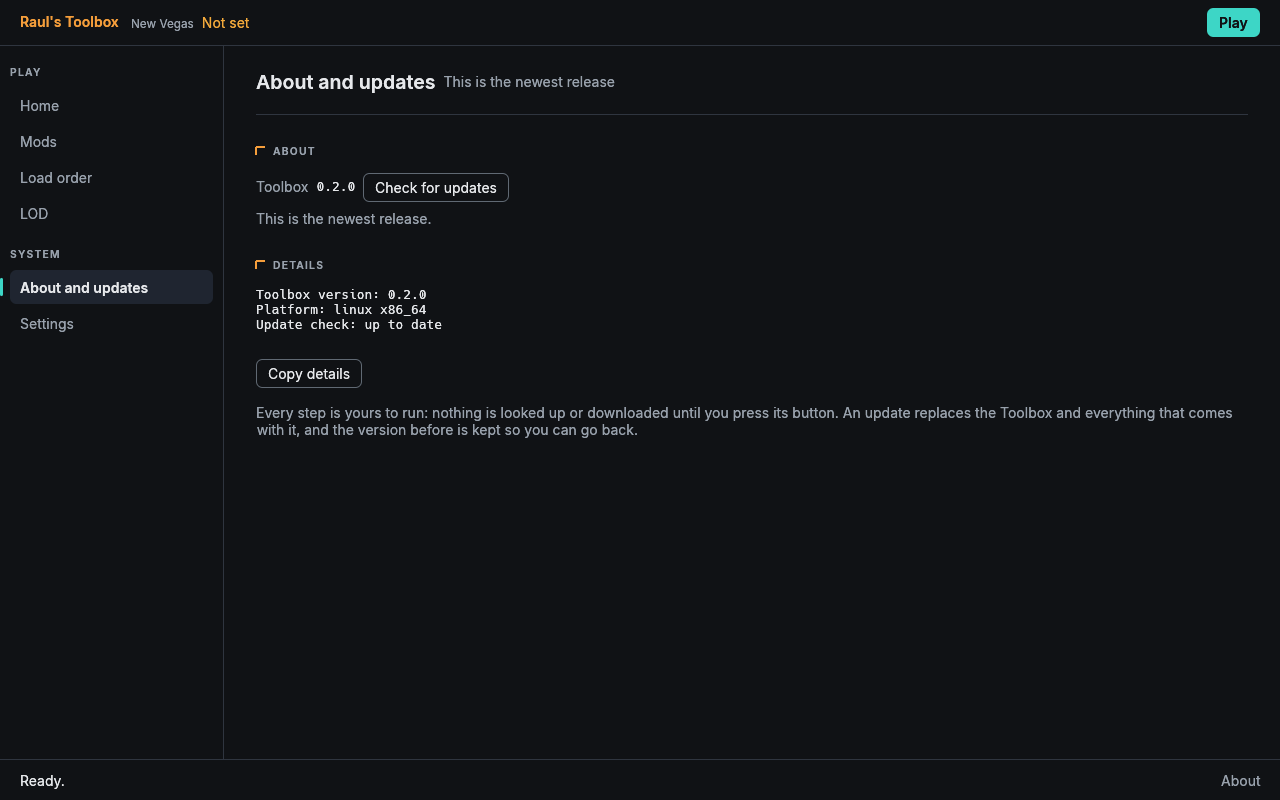 Raul's Toolbox New Vegas Not set Play
PLAY
Home
Mods
Load order
LOD
SYSTEM
About and updates
Settings
About and updates This is the newest release
ABOUT
Toolbox 0.2.0 Check for updates
This is the newest release.
DETAILS
Toolbox version: 0.2.0
Platform: linux x86_64
Update check: up to date
Copy details
Every step is yours to run: nothing is looked up or downloaded until you press its button. An update replaces the Toolbox and everything that comes
with it, and the version before is kept so you can go back.
Ready. About